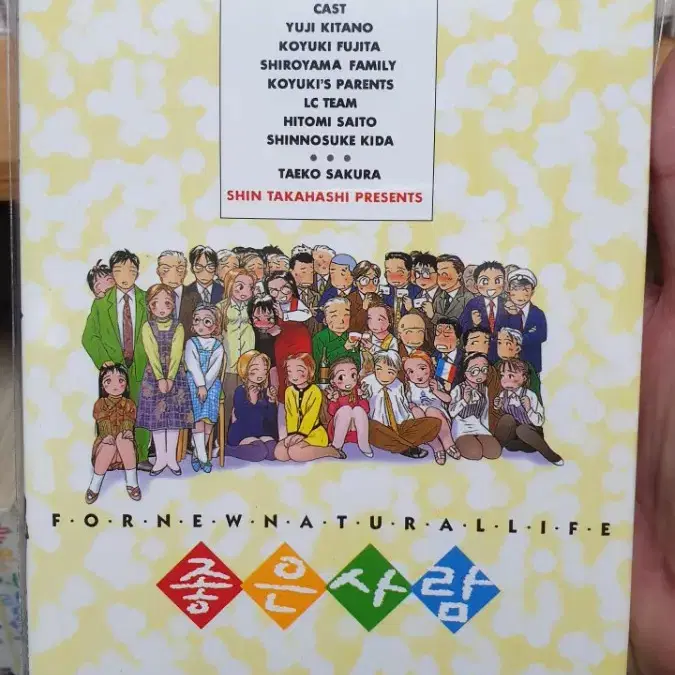 CAST
YUJI KITANO
KOYUKI FUJITA
SHIROYAMA FAMILY
KOYUKI'S PARENTS
LC TEAM
HITOMI SAITO
SHINNOSUKE KIDA
● ● ●
TAEKO SAKURA
SHIN TAKAHASHI PRESENTS
F·O·R·N·E·W·N·A·T·U·R·A·L·L·I·F·E
좋은사람